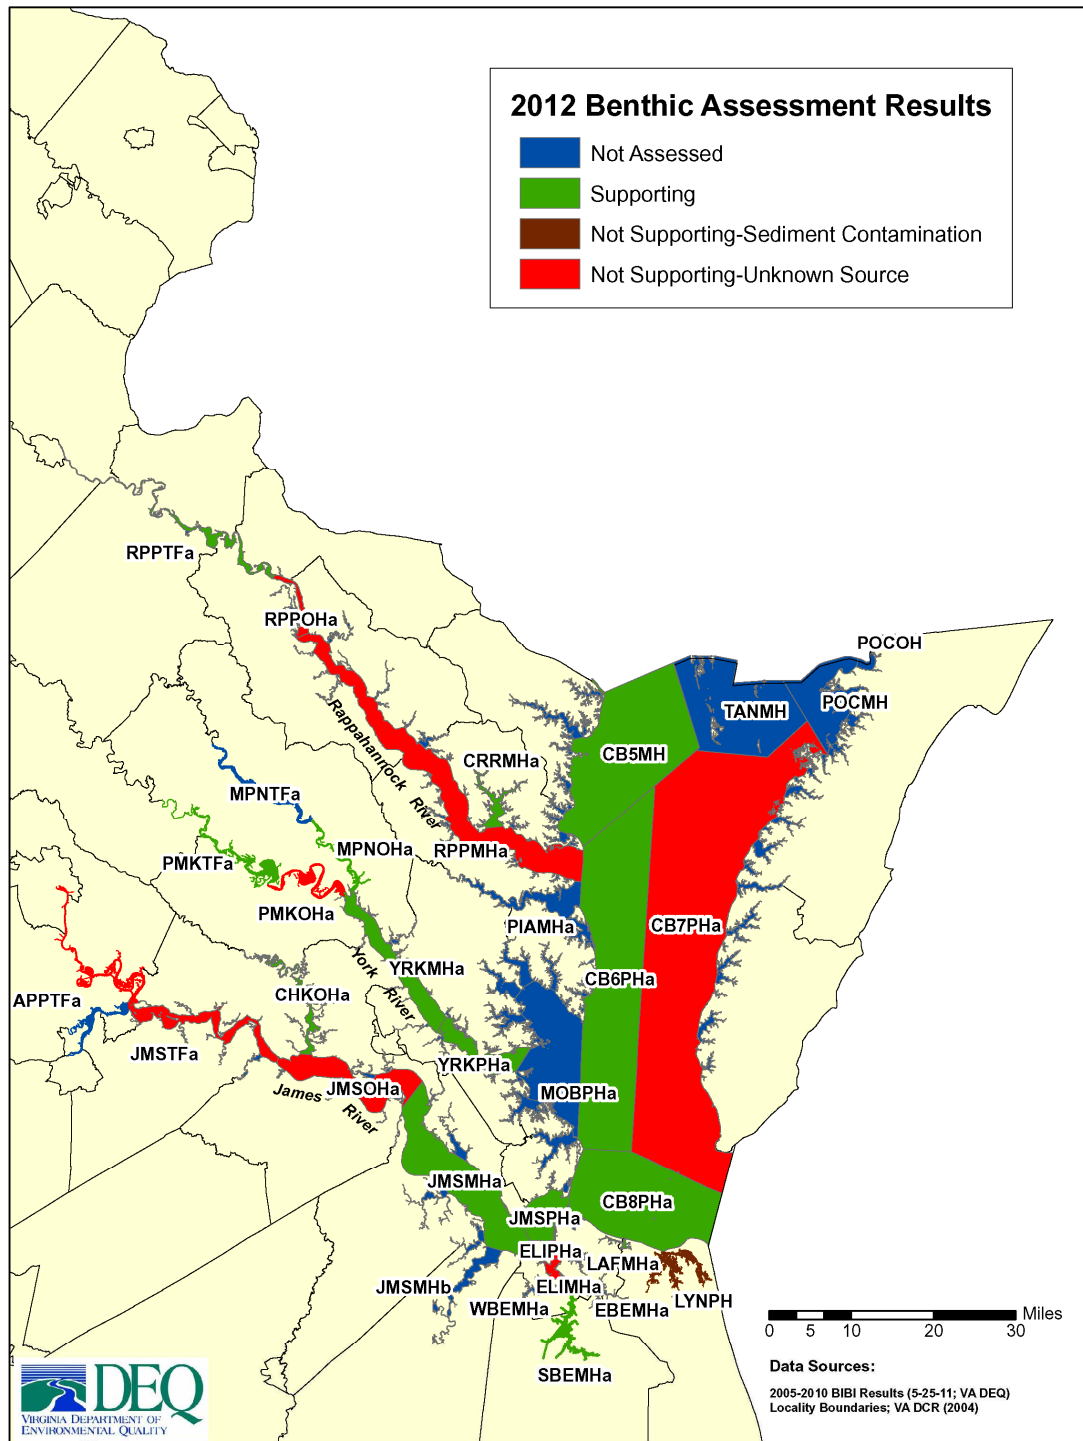 2012 Benthic Assessment Results
Not Assessed
Supporting
Not Supporting-Sediment Contamination
Not Supporting-Unknown Source
RPPTFa
RPPOHa
POCOH
TANMH
POCMH
Rappahannock River
CB5MH
CRRMHa
MPNTFa
RPPMHa
MPNOHa
PMKTFa
PMKOHa
CB7PHa
PIAMHa
YRKMHa
York River
CB6PHa
APPTFa
CHKOHa
JMSTFa
YRKPHa
JMSOHa
MOBPHa
James River
JMSMHa
CB8PHa
JMSPHa
ELIPHa
LAFMHa
JMSMHb
ELIMHa
LYNPH
WBEMHa
EBEMHa
SBEMHa
Miles
0 5 10 20 30
Data Sources:
2005-2010 BIBI Results (5-25-11; VA DEQ)
Locality Boundaries; VA DCR (2004)
DEQ
VIRGINIA DEPARTMENT OF
ENVIRONMENTAL QUALITY